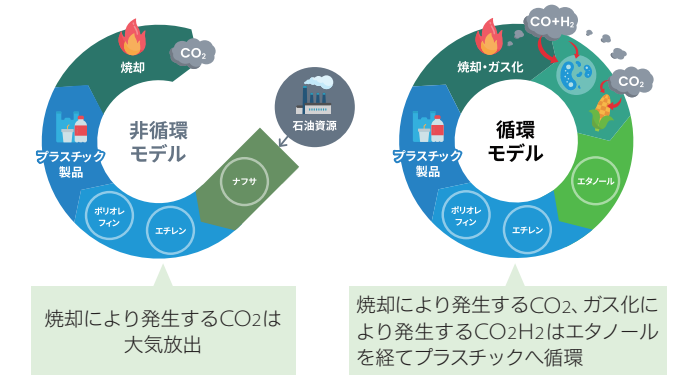 焼却
CO2
石油資源
非循環
モデル
プラスチック
製品
ナフサ
ポリオレ
フィン
エチレン
焼却により発生するCO2は
大気放出
CO+H2
焼却・ガス化
CO2
循環
モデル
プラスチック
製品
エタノール
ポリオレ
フィン
エチレン
焼却により発生するCO2、ガス化に
より発生するCO2H2はエタノール
を経てプラスチックへ循環